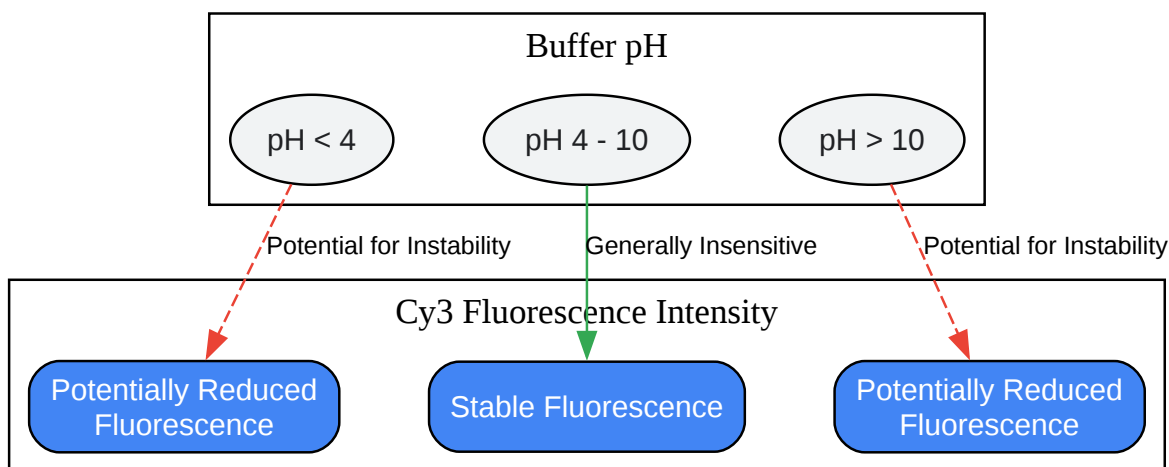 Buffer pH
pH < 4
pH 4 - 10
pH > 10
Potential for Instability
Generally Insensitive
Potential for Instability
Cy3 Fluorescence Intensity
Potentially Reduced
Fluorescence
Stable Fluorescence
Potentially Reduced
Fluorescence